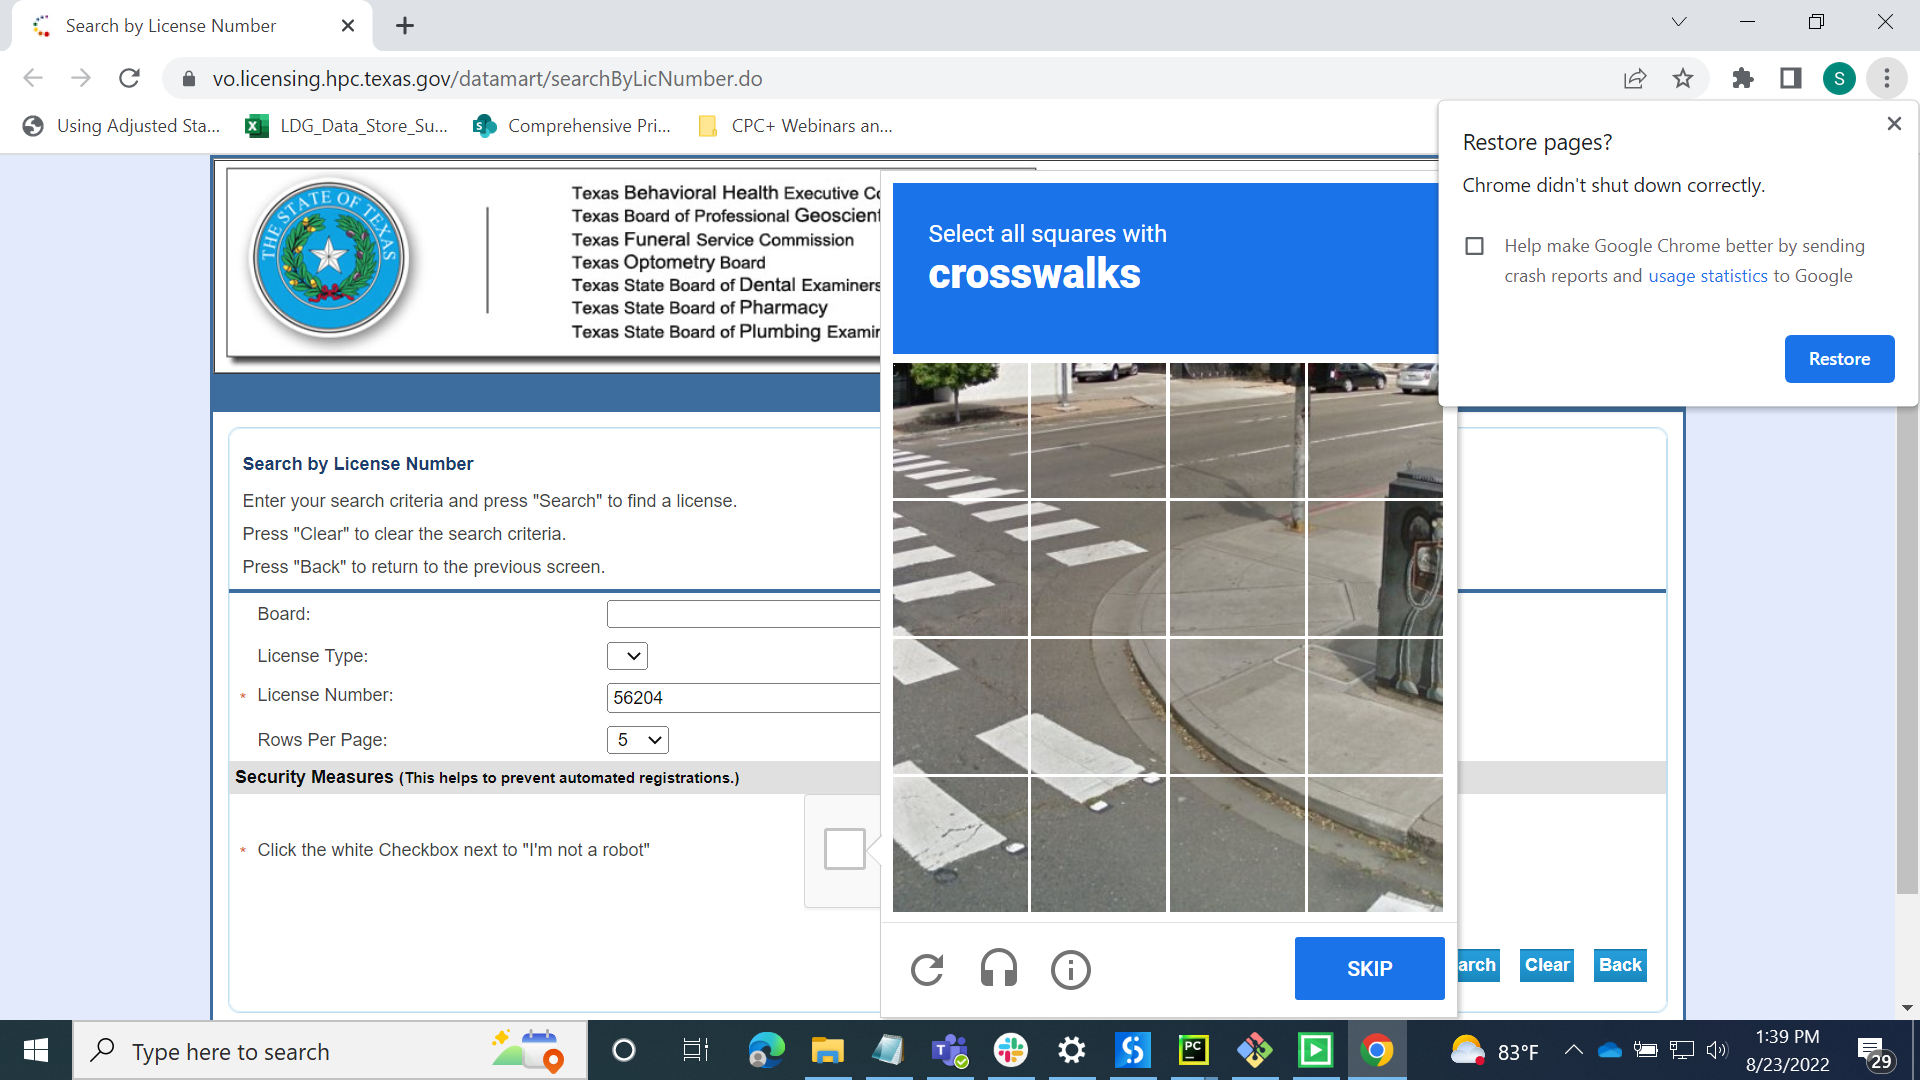 Search by License Number
vo.licensing.hpc.texas.gov/datamart/searchByLicNumber.do
S
Using Adjusted Sta...
LDG_Data_Store_Su...
Comprehensive Pri...
CPC+ Webinars an...
Restore pages?
Chrome didn't shut down correctly.
Help make Google Chrome better by sending
crash reports and usage statistics to Google
Restore
THE STATE OF TEXAS
Texas Behavioral Health Executive Co
Texas Board of Professional Geoscient
Texas Funeral Service Commission
Texas Optometry Board
Texas State Board of Dental Examiners
Texas State Board of Pharmacy
Texas State Board of Plumbing Examin
Select all squares with
crosswalks
Search by License Number
Enter your search criteria and press "Search" to find a license.
Press "Clear" to clear the search criteria.
Press "Back" to return to the previous screen.
Board:
License Type:
* License Number:
56204
Rows Per Page:
5
Security Measures (This helps to prevent automated registrations.)
* Click the white Checkbox next to "I'm not a robot"
SKIP
arch
Clear
Back
Type here to search
PC
83°F
1:39 PM
8/23/2022
29